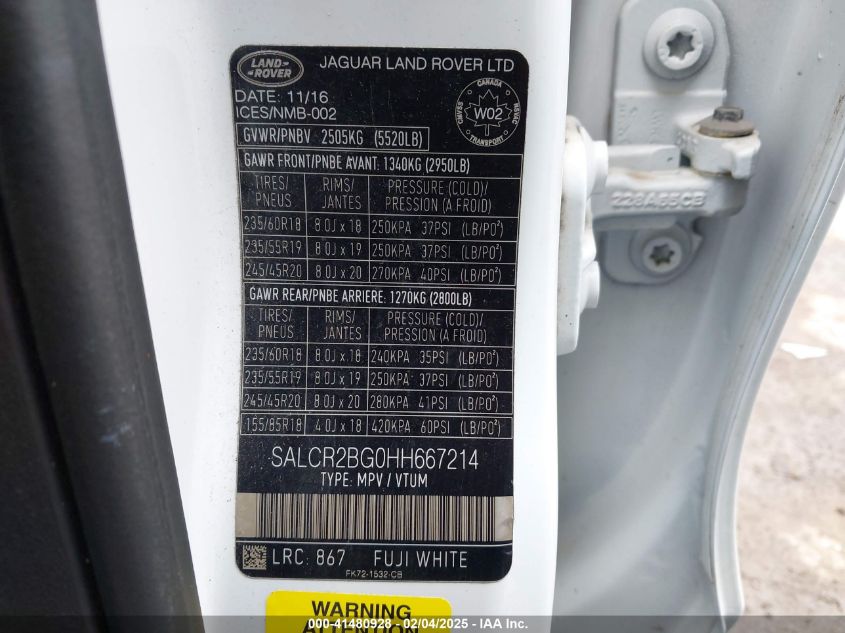 LAND ROVER
JAGUAR LAND ROVER LTD
DATE: 11/16
ICES/NMB-002
CANADA
CMVSS
W02
NSVAC
TRANSPORT
GVWR/PNBV 2505KG (5520LB)
GAWR FRONT/PNBE AVANT: 1340KG (2950LB)
TIRES/ RIMS/ PRESSURE (COLD)/
PNEUS JANTES PRESSION (A FROID)
235/60R18 8.0J x 18 250KPA 37PSI (LB/PO²)
235/55R19 8.0J x 19 250KPA 37PSI (LB/PO²)
245/45R20 8.0J x 20 270KPA 40PSI (LB/PO²)
GAWR REAR/PNBE ARRIERE: 1270KG (2800LB)
TIRES/ RIMS/ PRESSURE (COLD)/
PNEUS JANTES PRESSION (A FROID)
235/60R18 8.0J x 18 240KPA 35PSI (LB/PO²)
235/55R19 8.0J x 19 250KPA 37PSI (LB/PO²)
245/45R20 8.0J x 20 280KPA 41PSI (LB/PO²)
155/85R18 4.0J x 18 420KPA 60PSI (LB/PO²)
SALCR2BG0HH667214
TYPE: MPV / VTUM
LRC: 867 FUJI WHITE
FK72-1532-CB
228A65CB
WARNING
ATTENTION
000-41480928 - 02/04/2025 - IAA Inc.